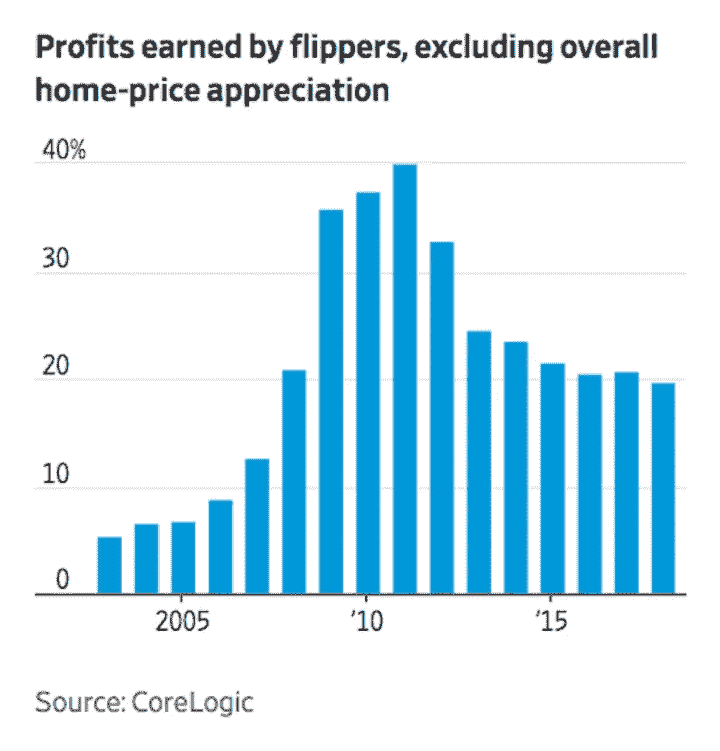 Profits earned by flippers, excluding overall
home-price appreciation
40%
30
20
10
0
2005 '10 '15
Source: CoreLogic